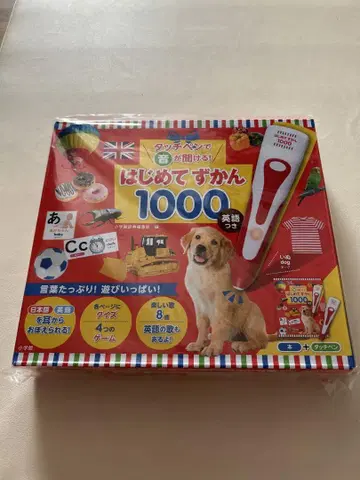 タッチペンで
音が聞ける!
はじめてずかん
1000
英語
つき
あ
Cc
いぬ
dog
言葉たっぷり!遊びいっぱい!
日本語 英語
を耳から
おぼえられる!
各ページに
クイズ
4つの
ゲーム
楽しい歌
8曲
英語の歌も
あるよ!
小学館
本+タッチペン